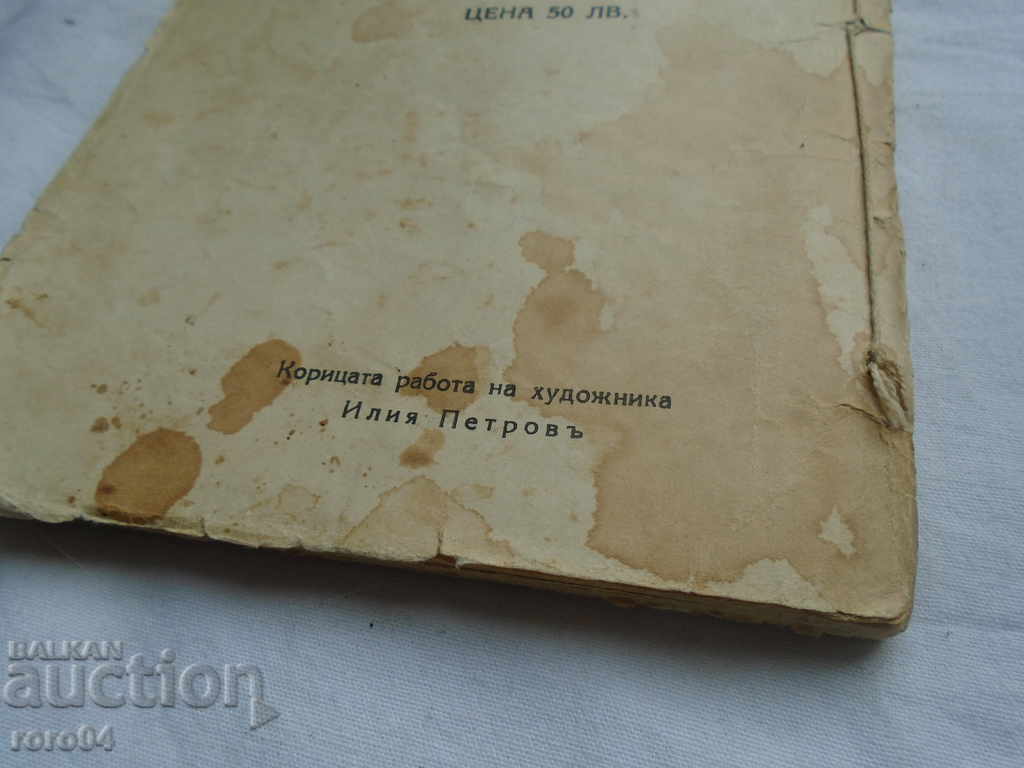 ЦЕНА 50 ЛВ.
Корицата работа на художника
Илия Петровъ
BALKAN
auction
roro04